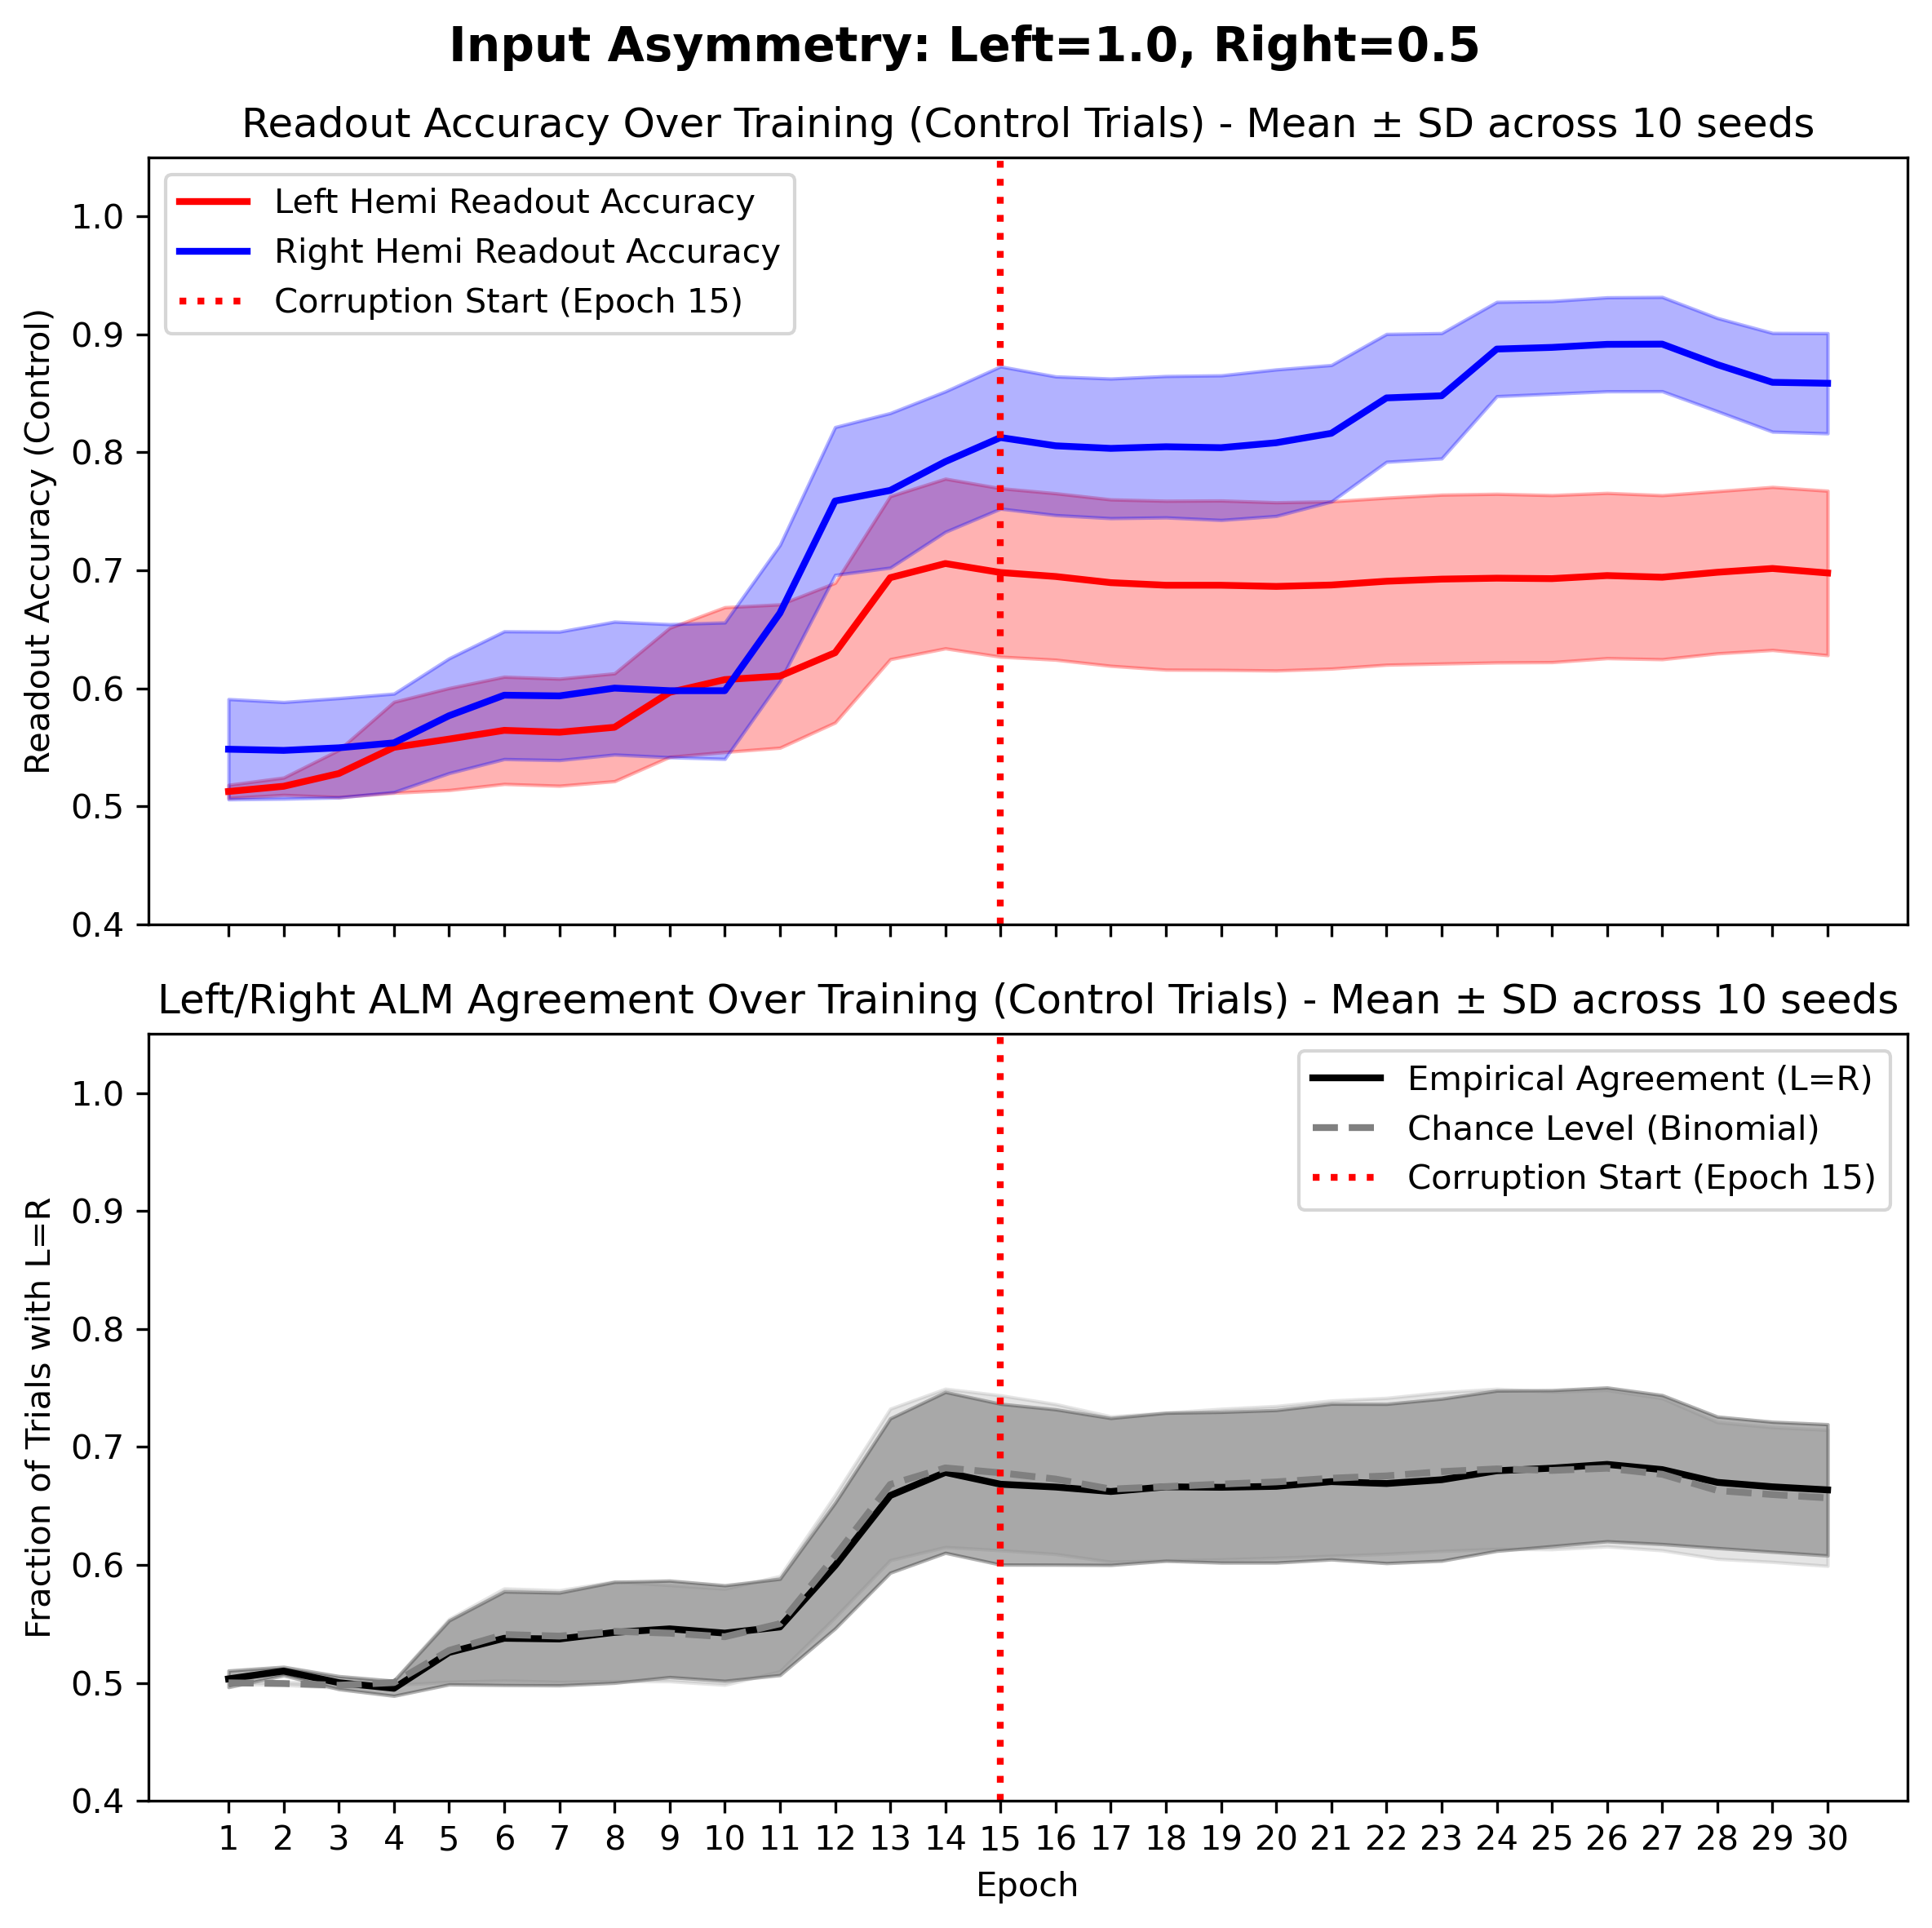 Input Asymmetry: Left=1.0, Right=0.5
Readout Accuracy Over Training (Control Trials) - Mean ± SD across 10 seeds
Left Hemi Readout Accuracy
Right Hemi Readout Accuracy
Corruption Start (Epoch 15)
Readout Accuracy (Control)
1.0
0.9
0.8
0.7
0.6
0.5
0.4
Left/Right ALM Agreement Over Training (Control Trials) - Mean ± SD across 10 seeds
Empirical Agreement (L=R)
Chance Level (Binomial)
Corruption Start (Epoch 15)
Fraction of Trials with L=R
1.0
0.9
0.8
0.7
0.6
0.5
0.4
1 2 3 4 5 6 7 8 9 10 11 12 13 14 15 16 17 18 19 20 21 22 23 24 25 26 27 28 29 30
Epoch